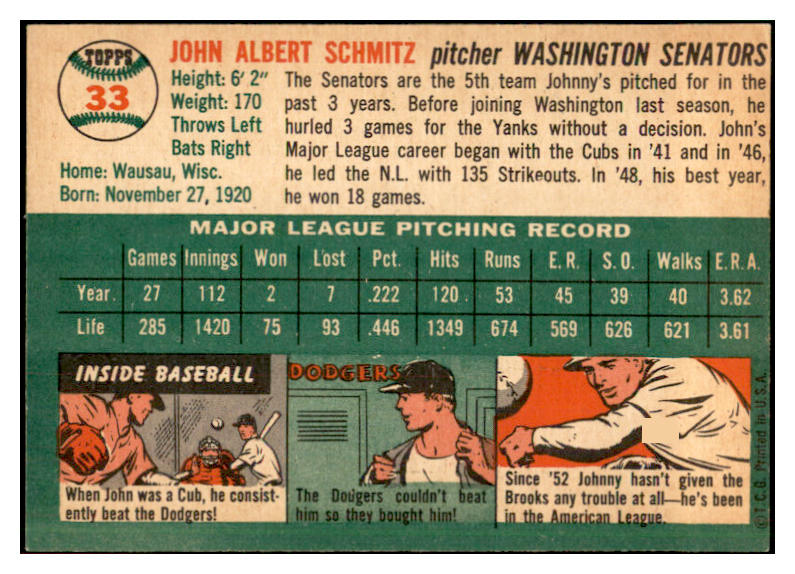 TOPPS
33
JOHN ALBERT SCHMITZ pitcher WASHINGTON SENATORS
Height: 6' 2"
Weight: 170
Throws Left
Bats Right
Home: Wausau, Wisc.
Born: November 27, 1920
The Senators are the 5th team Johnny's pitched for in the
past 3 years. Before joining Washington last season, he
hurled 3 games for the Yanks without a decision. John's
Major League career began with the Cubs in '41 and in '46,
he led the N.L. with 135 Strikeouts. In '48, his best year,
he won 18 games.
MAJOR LEAGUE PITCHING RECORD
Games Innings Won Lost Pct. Hits Runs E.R. S.O. Walks E.R.A.
Year. 27 112 2 7 .222 120 53 45 39 40 3.62
Life 285 1420 75 93 .446 1349 674 569 626 621 3.61
INSIDE BASEBALL
When John was a Cub, he consist-
ently beat the Dodgers!
DODGERS
The Dodgers couldn't beat
him so they bought him!
Since '52 Johnny hasn't given the
Brooks any trouble at all—he's been
in the American League.
©T.C.G. Printed in U.S.A.